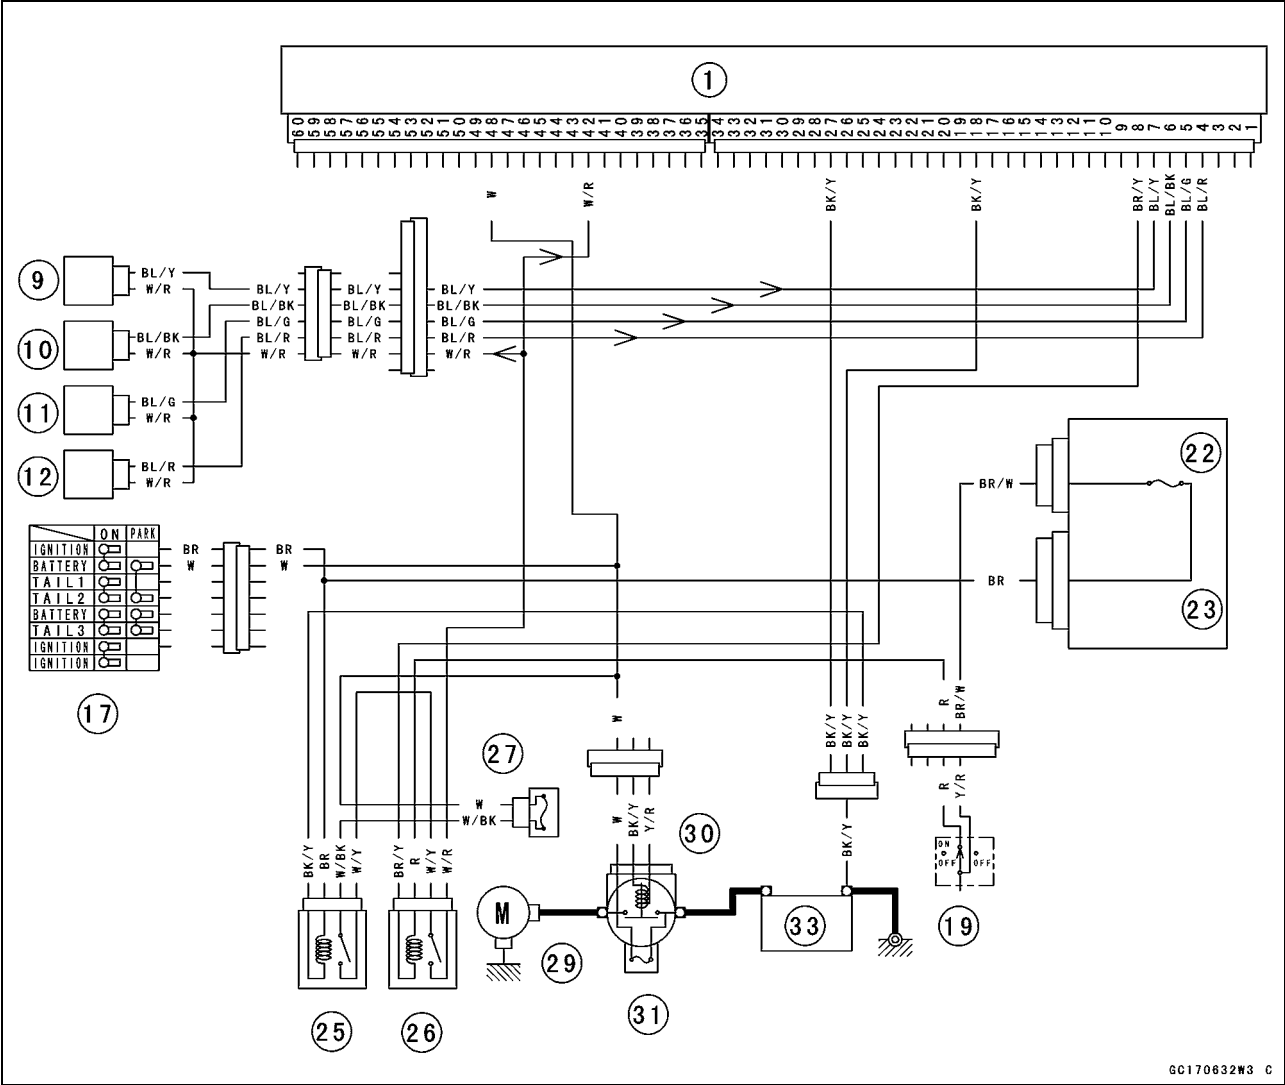 1
60 59 58 57 56 55 54 53 52 51 50 49 48 47 46 45 44 43 42 41 40 39 38 37 36 35 34 33 32 31 30 29 28 27 26 25 24 23 22 21 20 19 18 17 16 15 14 13 12 11 10 9 8 7 6 5 4 3 2 1
W W/R BK/Y BK/Y BR/Y BL/Y BL/BK BL/G BL/R
9 BL/Y
W/R BL/Y BL/Y BL/Y
BL/BK BL/BK BL/BK
BL/G BL/G BL/G
10 BL/BK BL/R BL/R BL/R
W/R W/R W/R W/R
11 BL/G
W/R
12 BL/R
W/R
22
BR/W
ON PARK
IGNITION BR BR
BATTERY W W
TAIL1 BR
TAIL2
BATTERY 23
TAIL3
IGNITION
IGNITION
17
R BR/W
W BK/Y BK/Y BK/Y
27
R Y/R
W
W/BK
W BK/Y Y/R 30
BK/Y
ON
OFF OFF
BK/Y BR W/BK W/Y BR/Y R W/Y W/R
M
33 19
29
31
25 26
GC170632W3 C